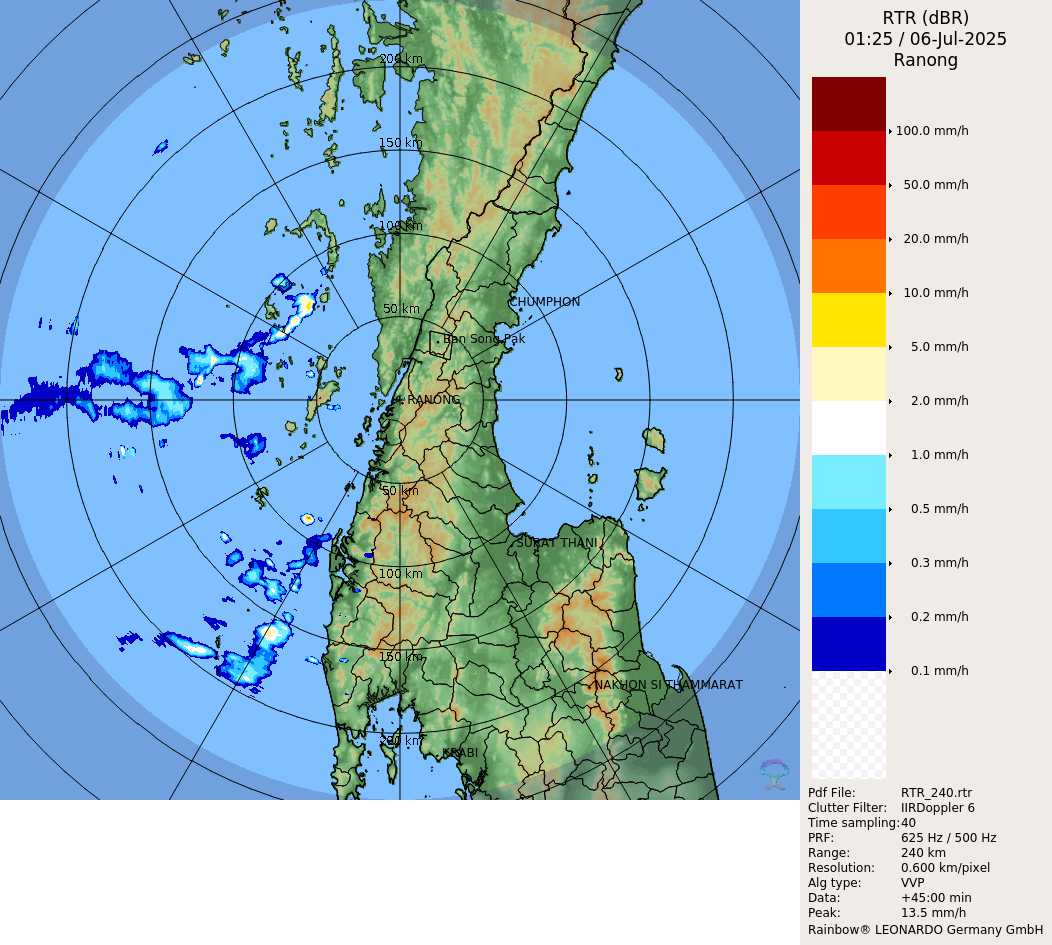 RTR (dBR)
01:25 / 06-Jul-2025
Ranong
100.0 mm/h
50.0 mm/h
20.0 mm/h
10.0 mm/h
5.0 mm/h
2.0 mm/h
1.0 mm/h
0.5 mm/h
0.3 mm/h
0.2 mm/h
0.1 mm/h
Pdf File: RTR_240.rtr
Clutter Filter: IIRDoppler 6
Time sampling: 40
PRF: 625 Hz / 500 Hz
Range: 240 km
Resolution: 0.600 km/pixel
Alg type: VVP
Data: +45:00 min
Peak: 13.5 mm/h
Rainbow® LEONARDO Germany GmbH
200 km
150 km
100 km
CHUMPHON
50 km
Ban Song Pak
RANONG
50 km
SURAT THANI
100 km
150 km
NAKHON SI THAMMARAT
200 km
KRABI